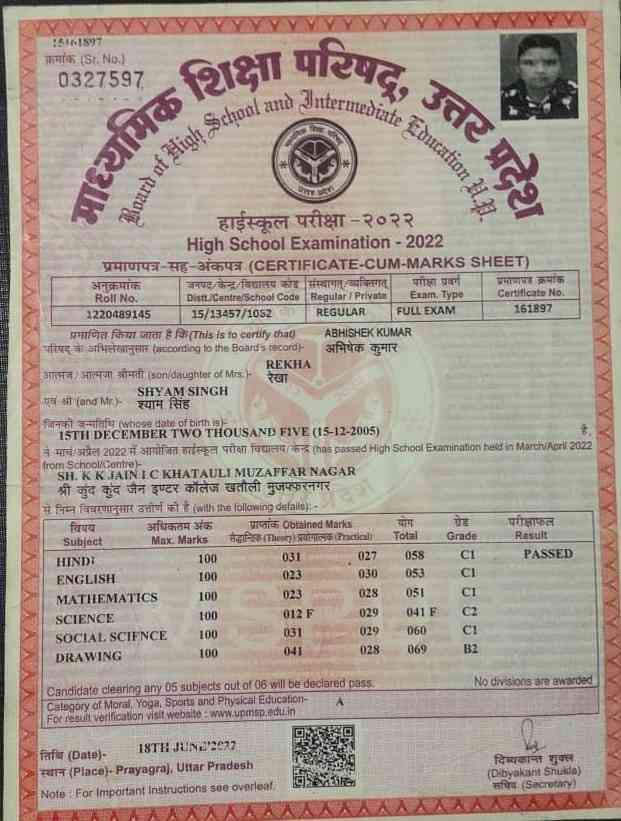 15161897
क्रमांक (Sr. No.)
0327597
माध्यमिक शिक्षा परिषद्, उत्तर प्रदेश
Board of High School and Intermediate Education U.P.
हाईस्कूल परीक्षा -२०२२
High School Examination - 2022
प्रमाणपत्र-सह-अंकपत्र (CERTIFICATE-CUM-MARKS SHEET)
अनुक्रमांक जनपद/केन्द्र/विद्यालय कोड संस्थागत/व्यक्तिगत परीक्षा प्रवर्ग प्रमाणपत्र क्रमांक
Roll No. Distt./Centre/School Code Regular / Private Exam. Type Certificate No.
1220489145 15/13457/1082 REGULAR FULL EXAM 161897
प्रमाणित किया जाता है कि (This is to certify that) ABHISHEK KUMAR
परिषद् के अभिलेखानुसार (according to the Board's record)- अभिषेक कुमार
REKHA
आत्मज / आत्मजा श्रीमती (son/daughter of Mrs.)- रेखा
SHYAM SINGH
एवं श्री (and Mr.)- श्याम सिंह
जिनकी जन्मतिथि (whose date of birth is)-
15TH DECEMBER TWO THOUSAND FIVE (15-12-2005) है,
ने मार्च/अप्रैल 2022 में आयोजित हाईस्कूल परीक्षा विद्यालय/केन्द्र (has passed High School Examination held in March/April 2022
from School/Centre)-
SH. K K JAIN I C KHATAULI MUZAFFAR NAGAR
श्री कुंद कुंद जैन इण्टर कॉलेज खतौली मुजफ्फरनगर
से निम्न विवरणानुसार उत्तीर्ण की है (with the following details): -
विषय अधिकतम अंक प्राप्तांक Obtained Marks योग ग्रेड परीक्षाफल
Subject Max. Marks सैद्धान्तिक (Theory) प्रयोगात्मक (Practical) Total Grade Result
HINDI 100 031 027 058 C1 PASSED
ENGLISH 100 023 030 053 C1
MATHEMATICS 100 023 028 051 C1
SCIENCE 100 012 F 029 041 F C2
SOCIAL SCIENCE 100 031 029 060 C1
DRAWING 100 041 028 069 B2
Candidate clearing any 05 subjects out of 06 will be declared pass. No divisions are awarded
Category of Moral, Yoga, Sports and Physical Education- A
For result verification visit website : www.upmsp.edu.in
तिथि (Date)- 18TH JUNE'2022
स्थान (Place)- Prayagraj, Uttar Pradesh
दिव्यकान्त शुक्ल
(Dibyakant Shukla)
सचिव (Secretary)
Note : For Important Instructions see overleaf.